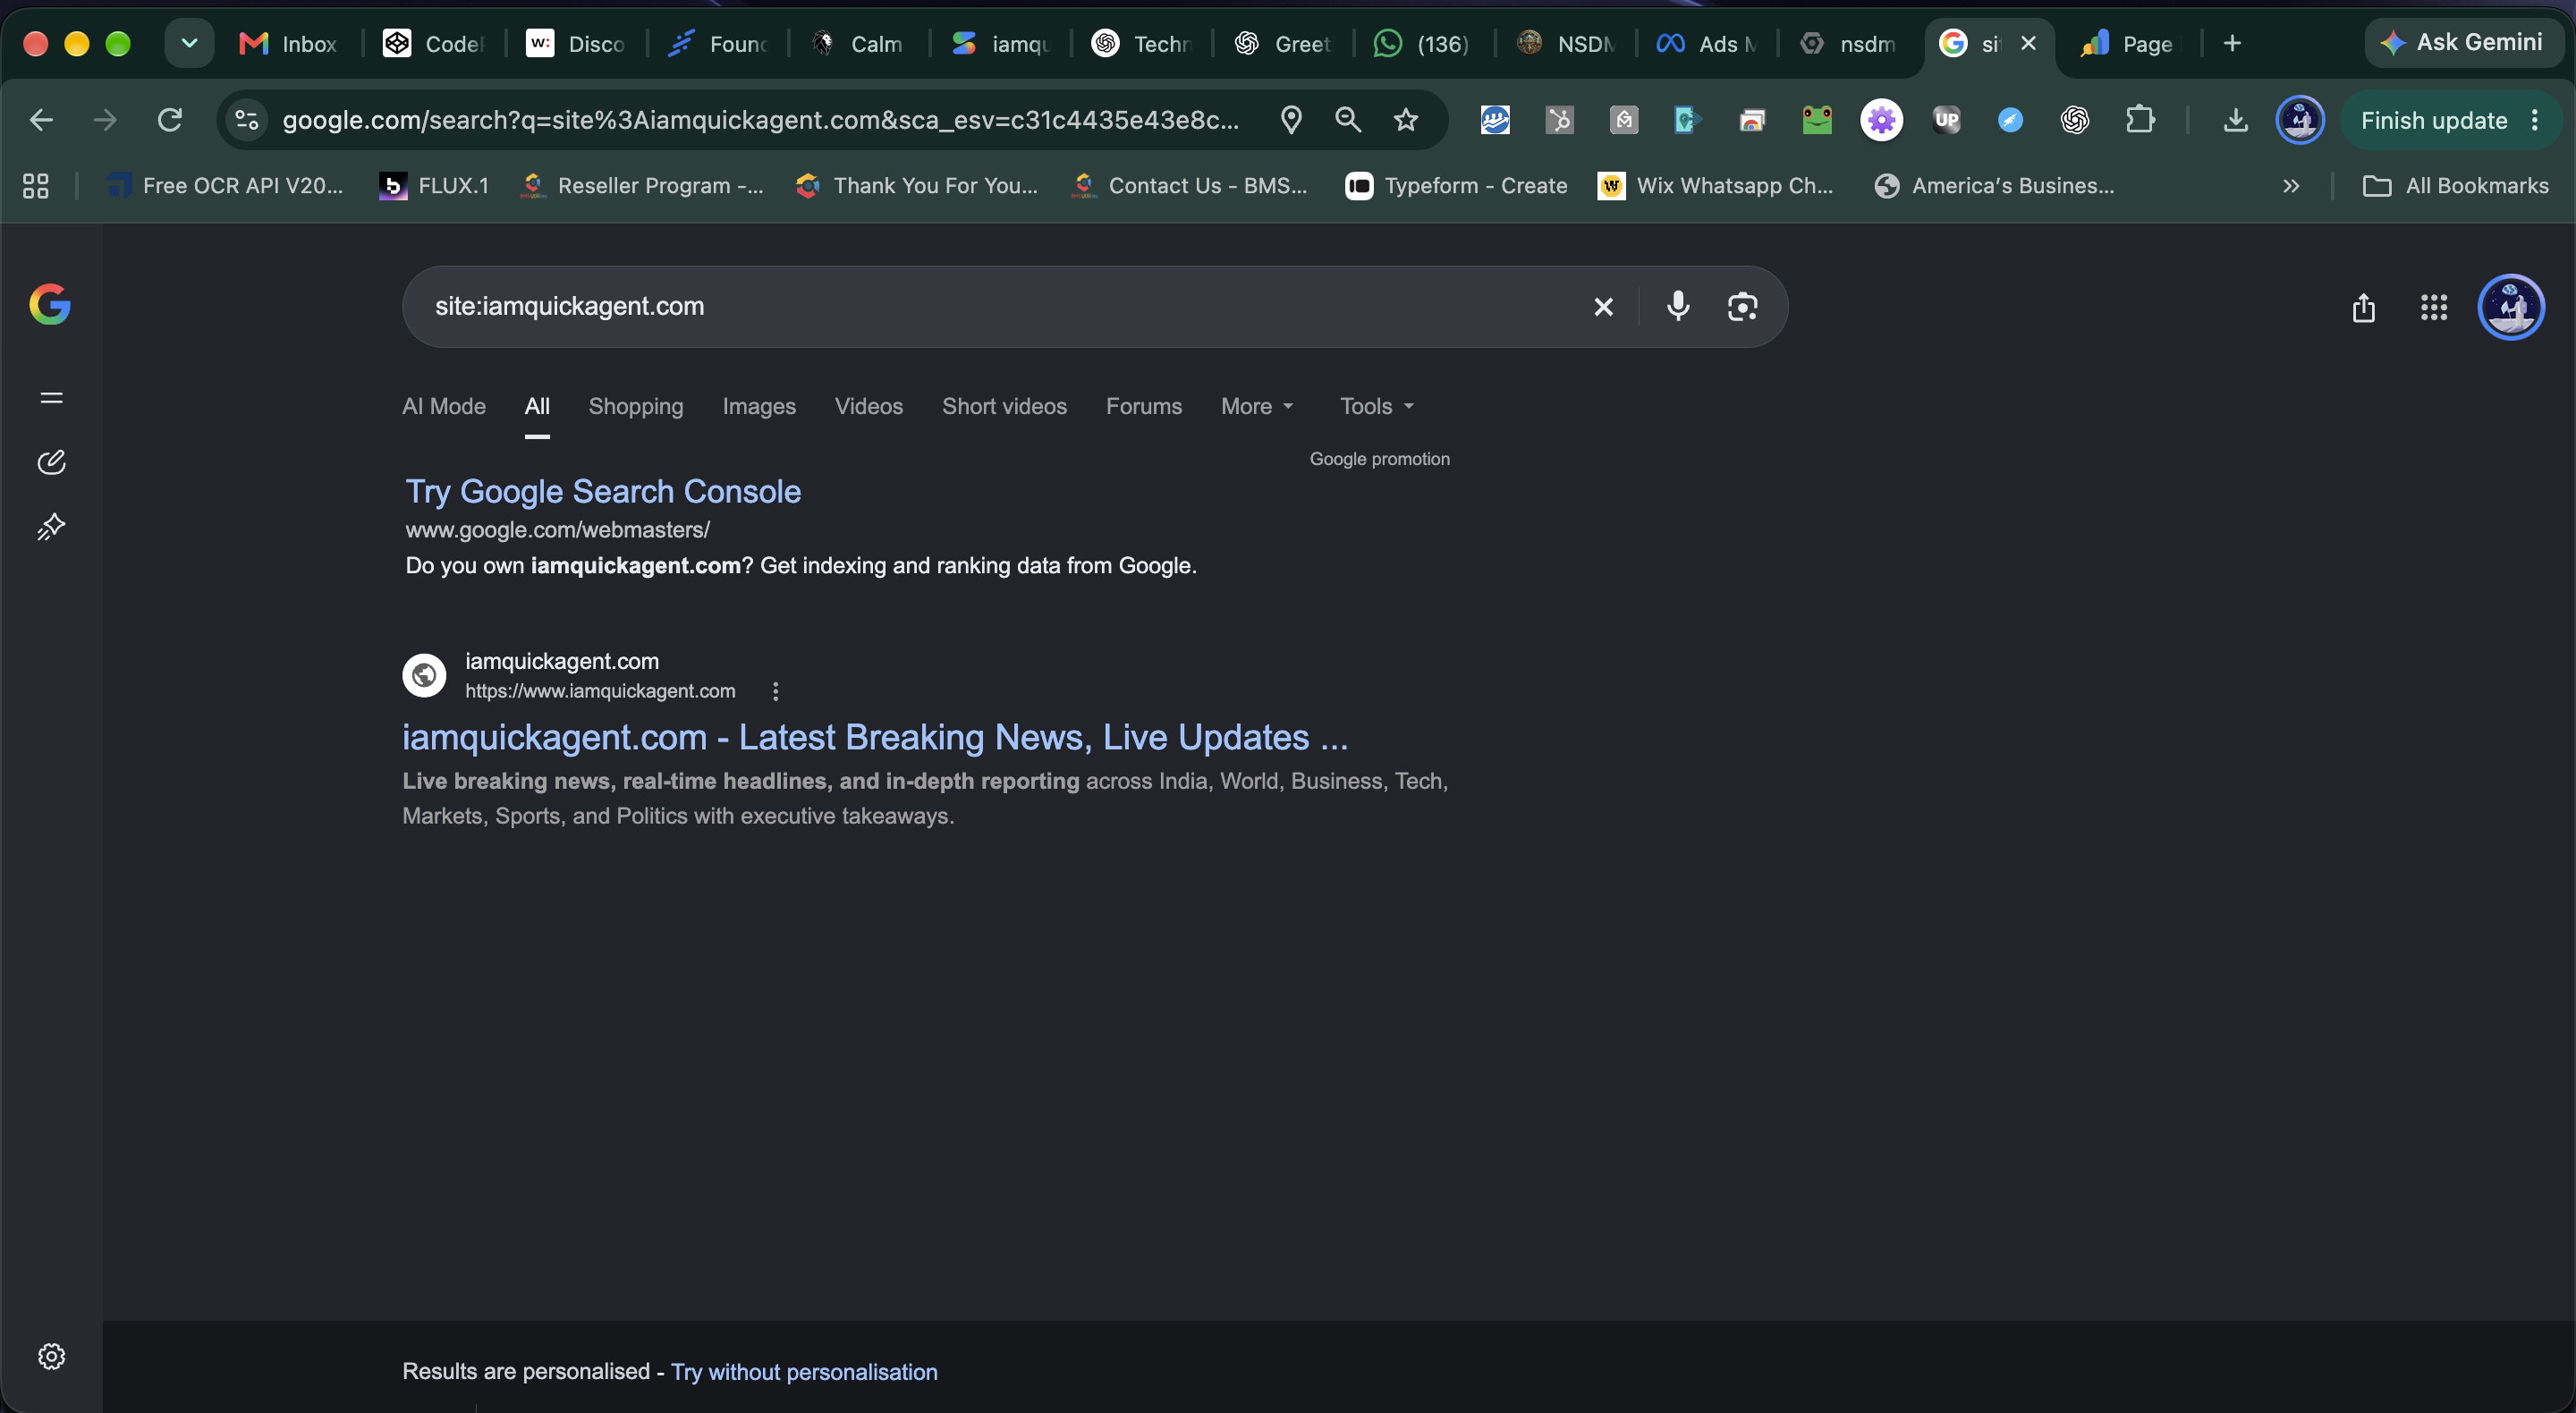 Inbox
Disco
Calm
iamqu
Techn
Greet
(136)
NSDM
Ads M
nsdm
si
Page
Ask Gemini
google.com/search?q=site%3Aiamquickagent.com&sca_esv=c31c4435e43e8c...
UP
Finish update
Free OCR API V20...
FLUX.1
Reseller Program -...
Thank You For You...
Contact Us - BMS...
Typeform - Create
Wix Whatsapp Ch...
America's Busines...
All Bookmarks
site:iamquickagent.com
AI Mode
All
Shopping
Images
Videos
Short videos
Forums
More
Tools
Google promotion
Try Google Search Console
www.google.com/webmasters/
Do you own iamquickagent.com? Get indexing and ranking data from Google.
iamquickagent.com
https://www.iamquickagent.com
iamquickagent.com - Latest Breaking News, Live Updates ...
Live breaking news, real-time headlines, and in-depth reporting across India, World, Business, Tech,
Markets, Sports, and Politics with executive takeaways.
Results are personalised - Try without personalisation